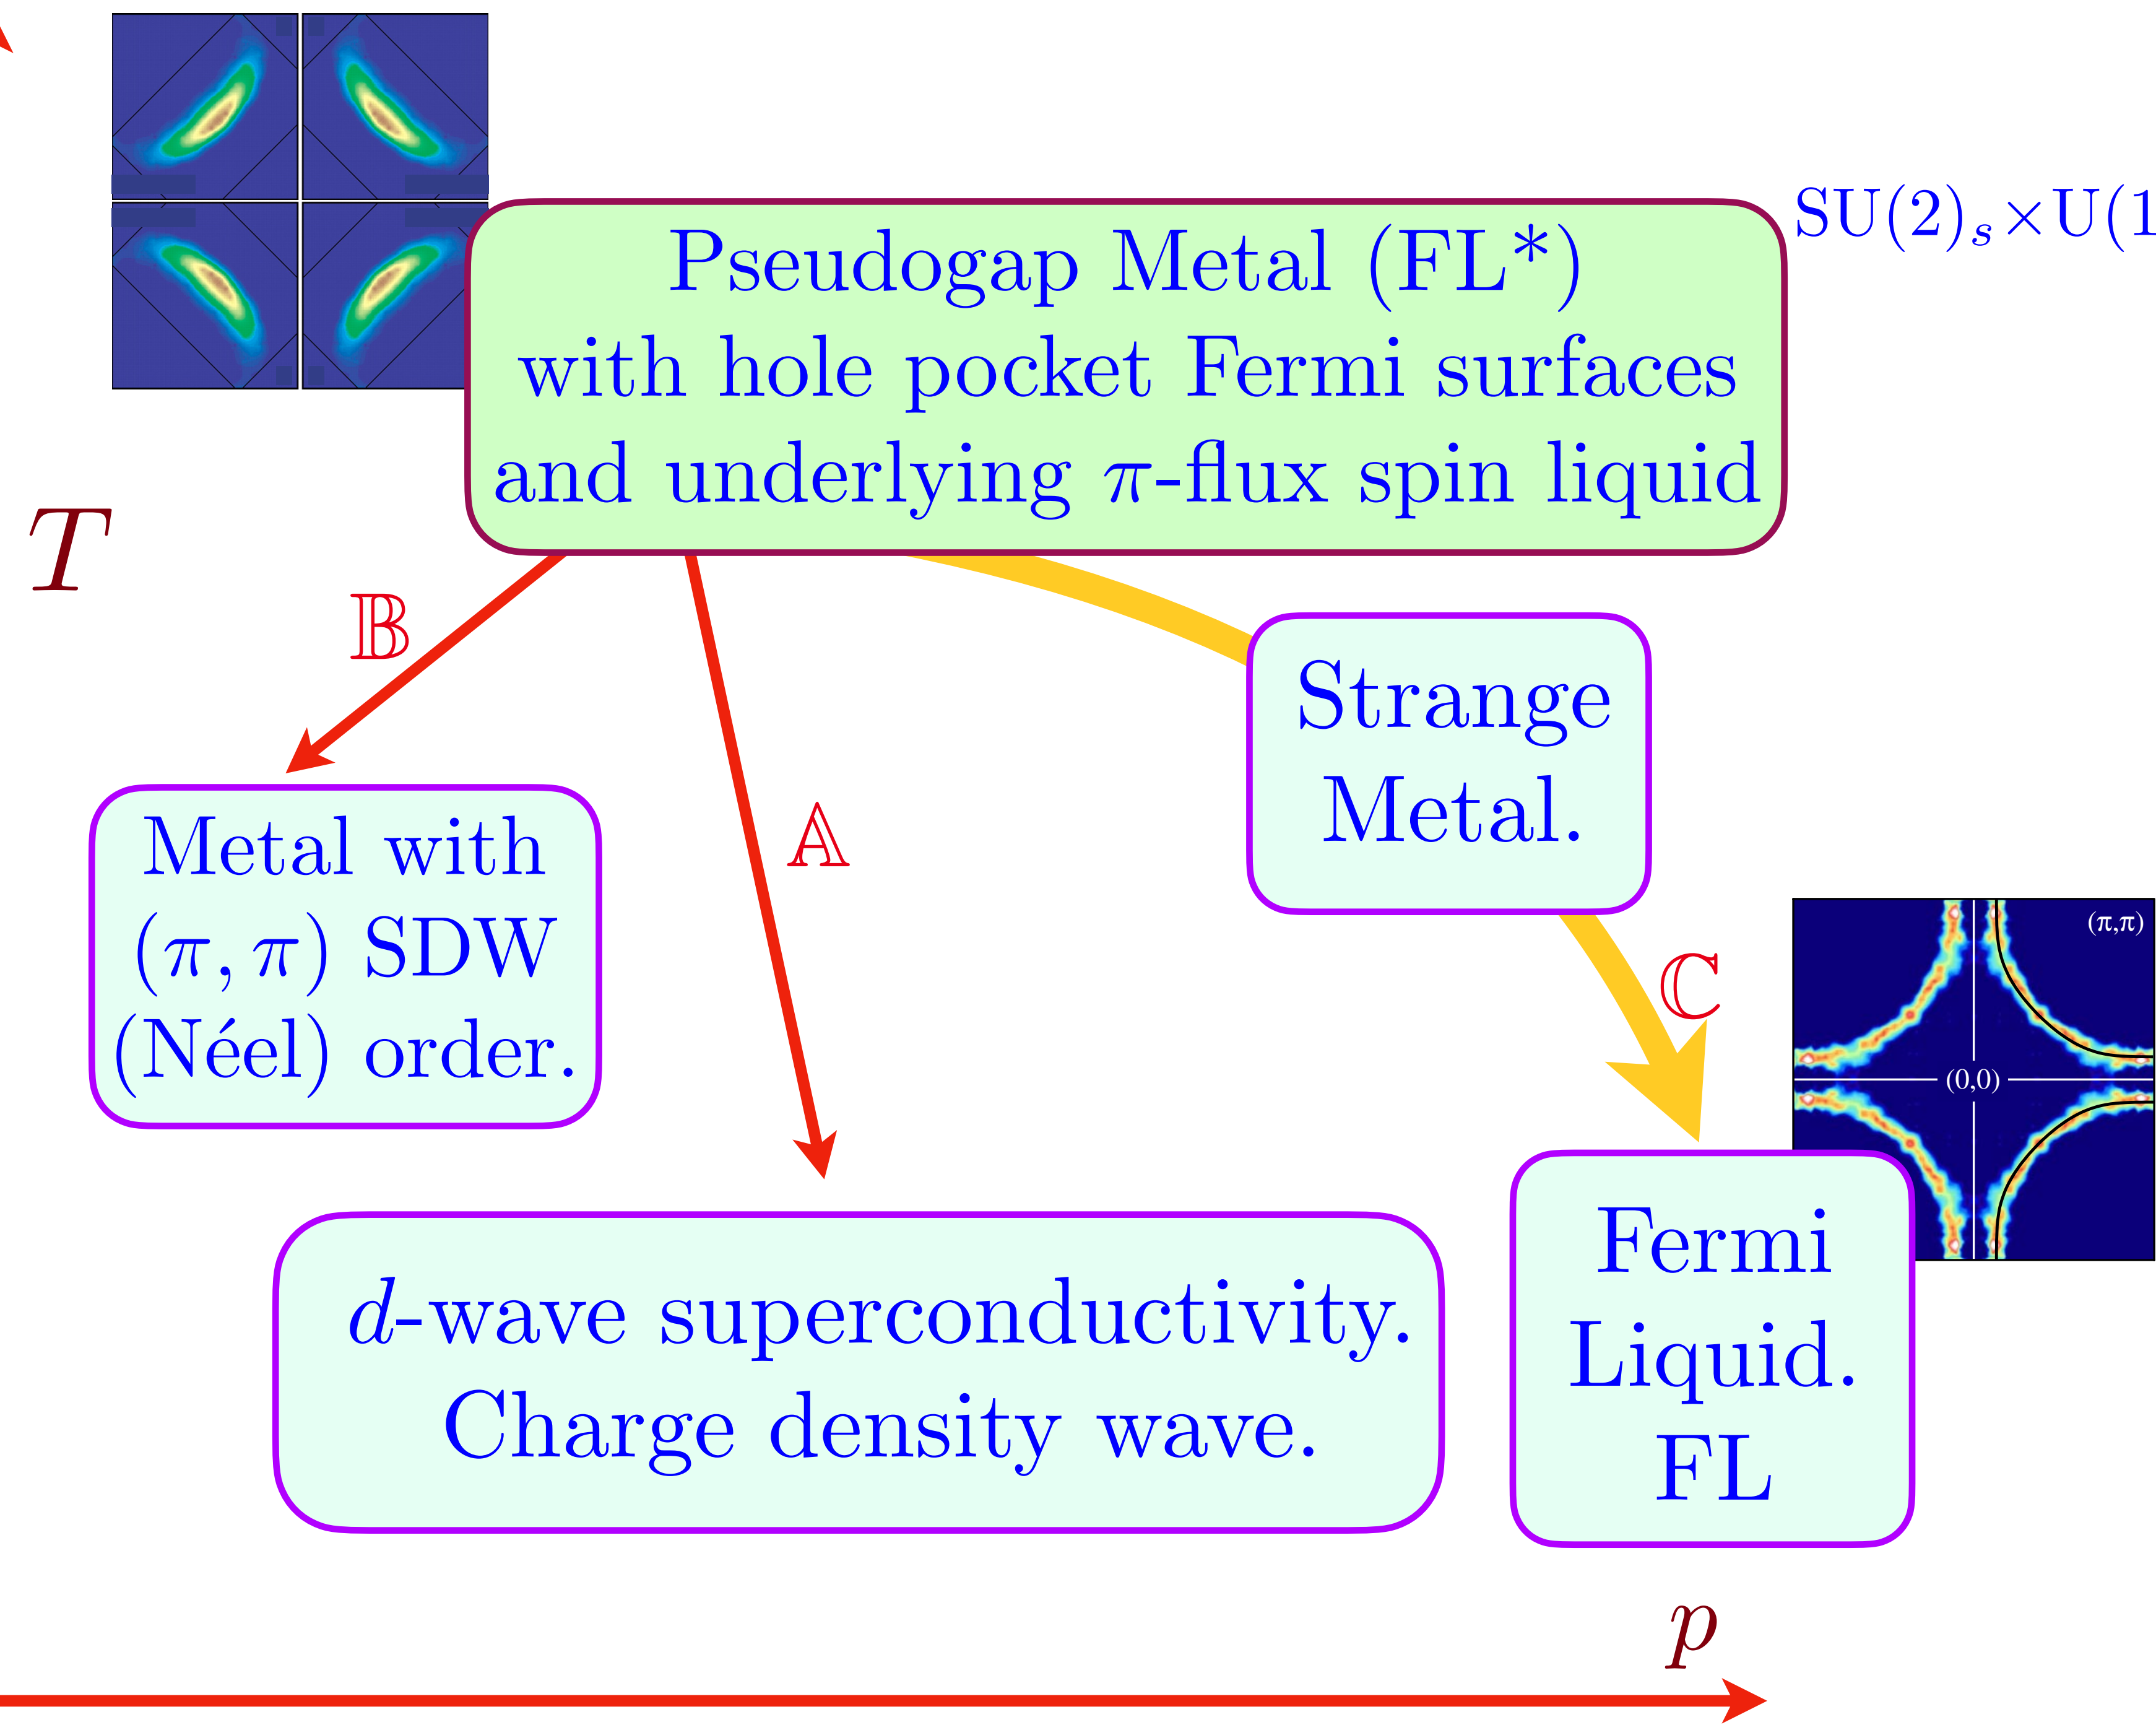 SU(2)ₛ×U(1
Pseudogap Metal (FL*)
with hole pocket Fermi surfaces
and underlying π-flux spin liquid
T
𝔹
Strange
Metal.
Metal with
(π, π) SDW
(Néel) order.
𝔸
ℂ
(π,π)
(0,0)
d-wave superconductivity.
Charge density wave.
Fermi
Liquid.
FL
p